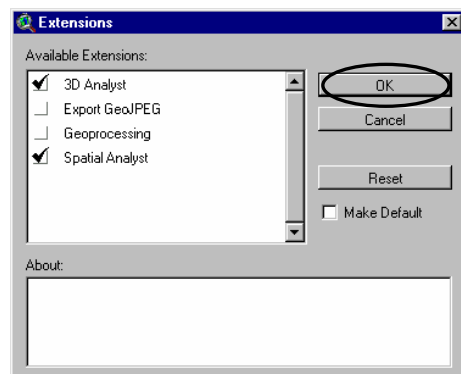 Extensions
Available Extensions:
3D Analyst
Export GeoJPEG
Geoprocessing
Spatial Analyst
OK
Cancel
Reset
Make Default
About: